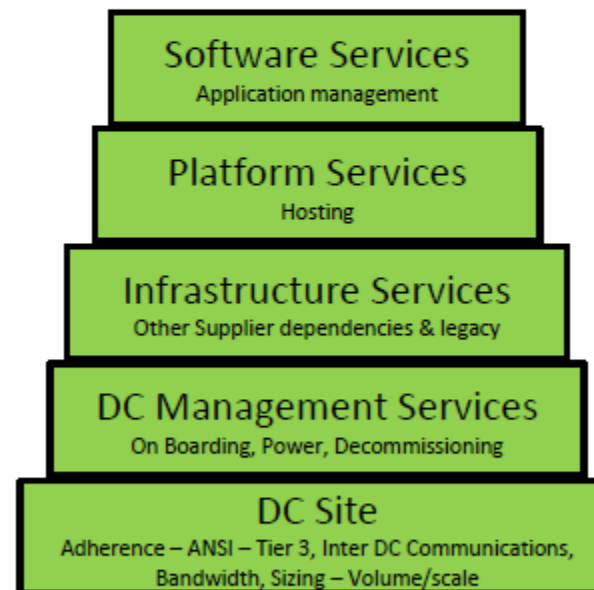 Software Services
Application management
Platform Services
Hosting
Infrastructure Services
Other Supplier dependencies & legacy
DC Management Services
On Boarding, Power, Decommissioning
DC Site
Adherence – ANSI – Tier 3, Inter DC Communications,
Bandwidth, Sizing – Volume/scale